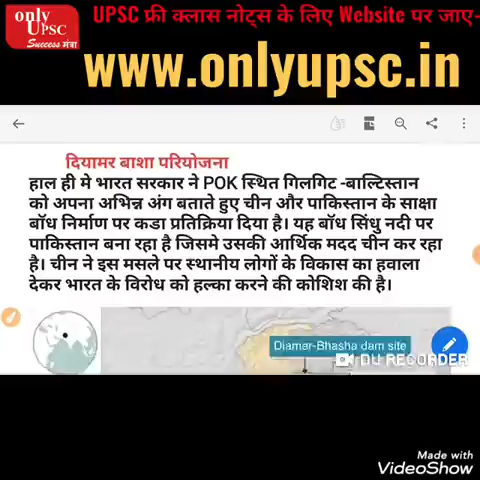 only
UPSC
Success मंत्रा
UPSC फ्री क्लास नोट्स के लिए Website पर जाए-
www.onlyupsc.in
दियामर बाशा परियोजना
हाल ही मे भारत सरकार ने POK स्थित गिलगिट -बाल्टिस्तान
को अपना अभिन्न अंग बताते हुए चीन और पाकिस्तान के साक्षा
बाॅध निर्माण पर कडा प्रतिक्रिया दिया है। यह बाॅध सिंधु नदी पर
पाकिस्तान बना रहा है जिसमे उसकी आर्थिक मदद चीन कर रहा
है। चीन ने इस मसले पर स्थानीय लोगों के विकास का हवाला
देकर भारत के विरोध को हल्का करने की कोशिश की है।
Diamer-Bhasha dam site
DU RECORDER
Made with
VideoShow